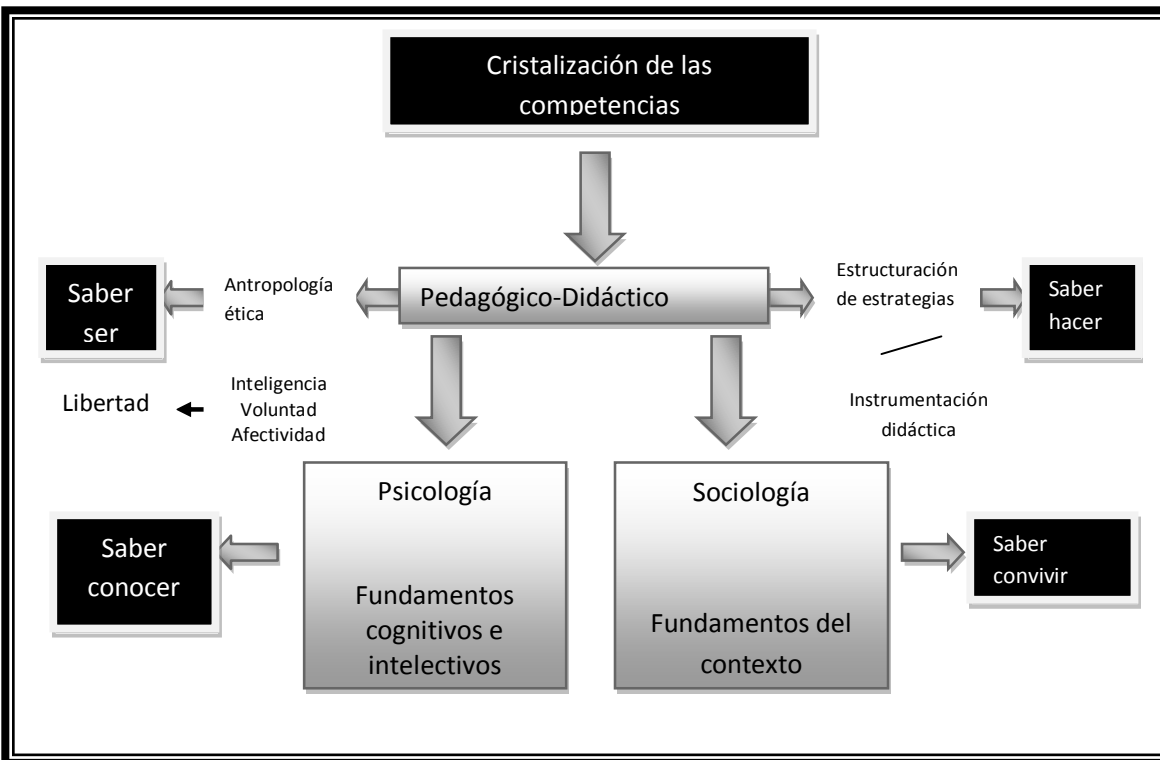 Cristalización de las
competencias
Saber
ser
Antropología
ética
Pedagógico-Didáctico
Estructuración
de estrategias
Saber
hacer
Libertad
Inteligencia
Voluntad
Afectividad
Instrumentación
didáctica
Psicología
Fundamentos
cognitivos e
intelectivos
Sociología
Fundamentos del
contexto
Saber
conocer
Saber
convivir